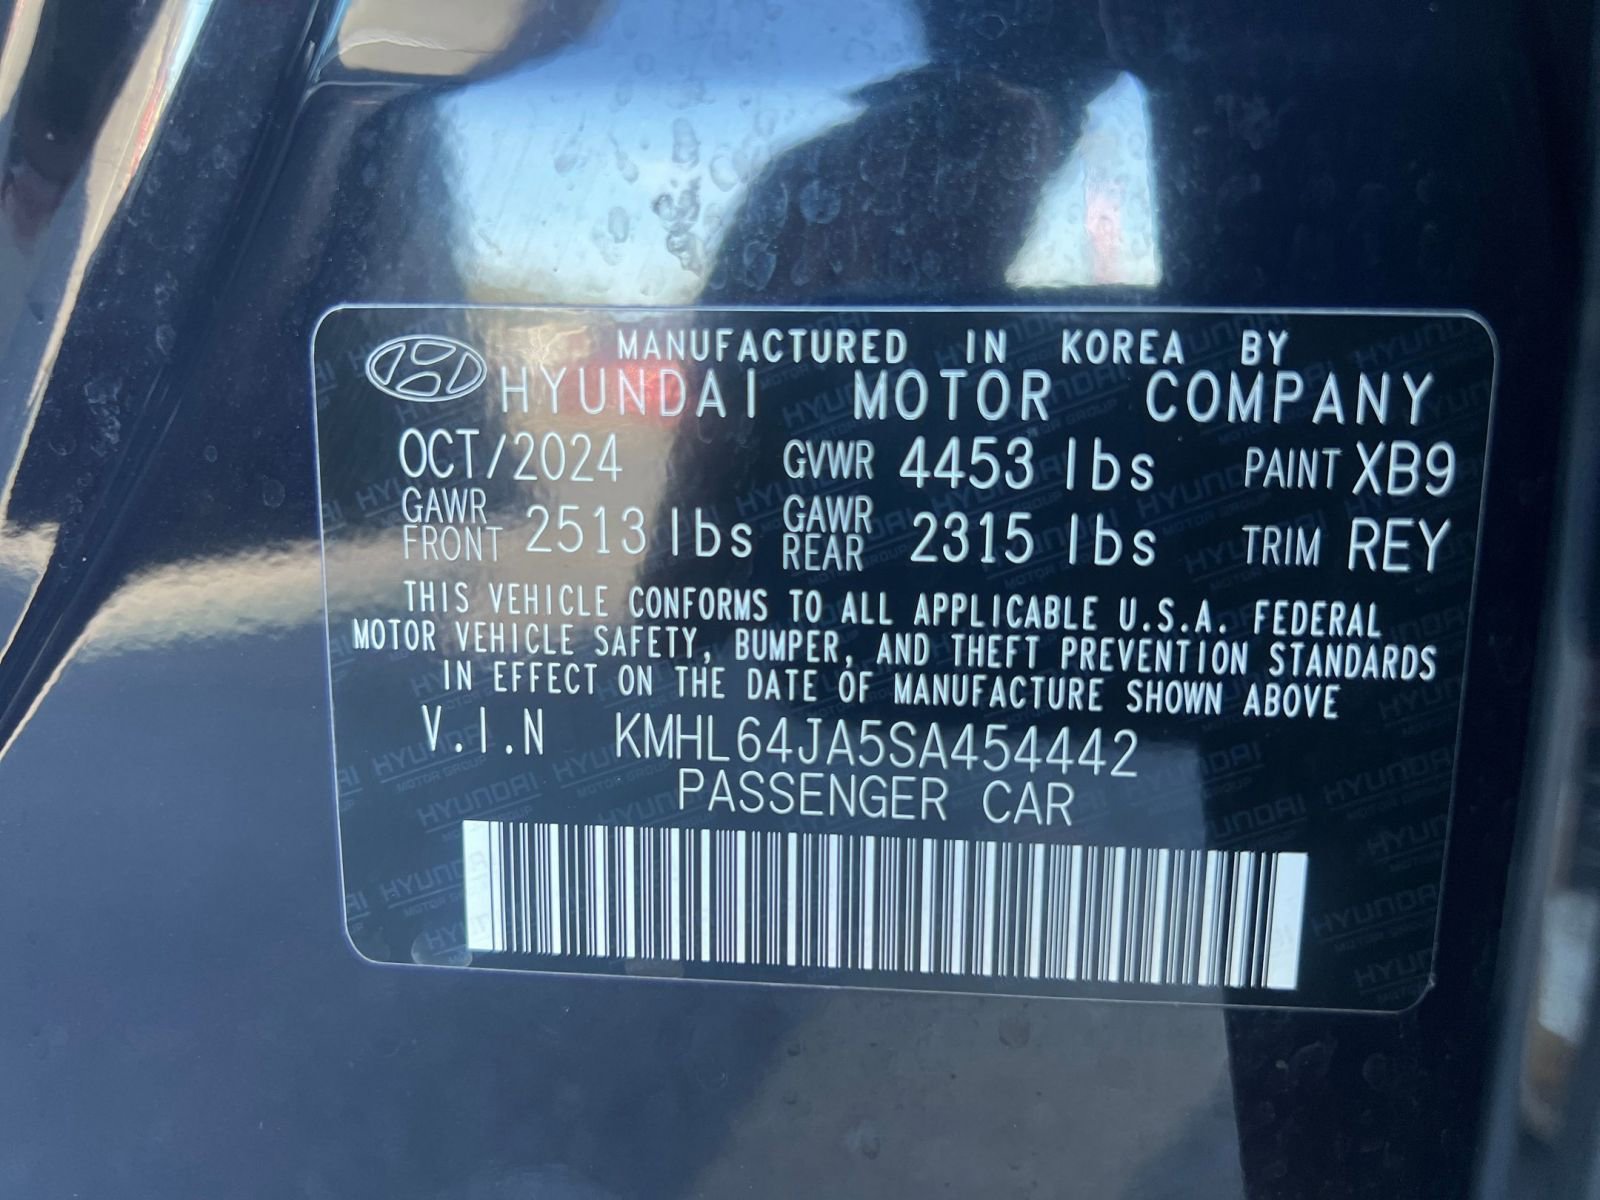 MANUFACTURED IN KOREA BY
HYUNDAI MOTOR COMPANY
OCT/2024 GVWR 4453 lbs PAINT XB9
GAWR FRONT 2513 lbs GAWR REAR 2315 lbs TRIM REY
THIS VEHICLE CONFORMS TO ALL APPLICABLE U.S.A. FEDERAL
MOTOR VEHICLE SAFETY, BUMPER, AND THEFT PREVENTION STANDARDS
IN EFFECT ON THE DATE OF MANUFACTURE SHOWN ABOVE
V.I.N KMHL64JA5SA454442
PASSENGER CAR